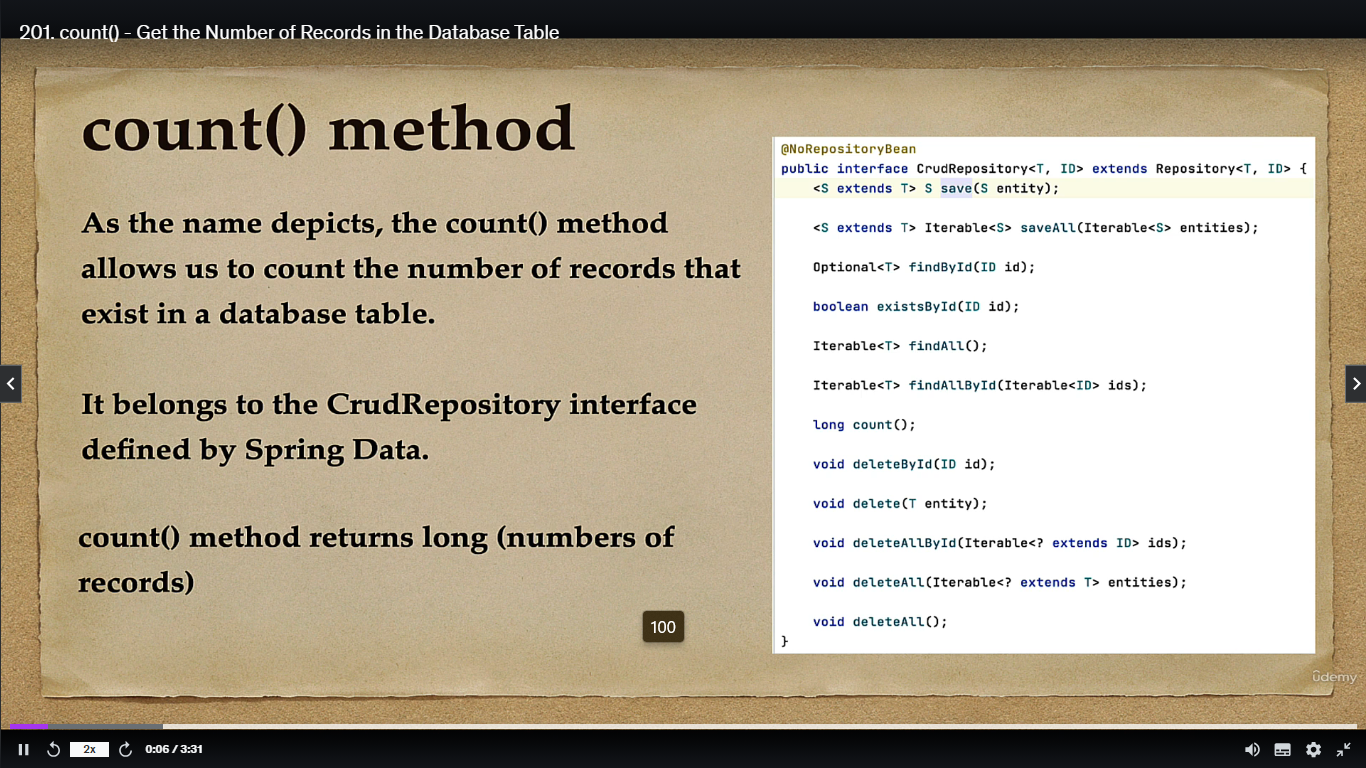 201. count() - Get the Number of Records in the Database Table
count() method
As the name depicts, the count() method
allows us to count the number of records that
exist in a database table.
It belongs to the CrudRepository interface
defined by Spring Data.
count() method returns long (numbers of
records)
@NoRepositoryBean
public interface CrudRepository<T, ID> extends Repository<T, ID> {
<S extends T> S save(S entity);
<S extends T> Iterable<S> saveAll(Iterable<S> entities);
Optional<T> findById(ID id);
boolean existsById(ID id);
Iterable<T> findAll();
Iterable<T> findAllById(Iterable<ID> ids);
long count();
void deleteById(ID id);
void delete(T entity);
void deleteAllById(Iterable<? extends ID> ids);
void deleteAll(Iterable<? extends T> entities);
void deleteAll();
}
100
ûdemy
2x
0:06 / 3:31